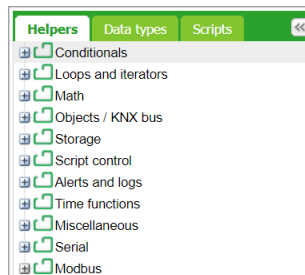 Helpers Data types Scripts
Conditionals
Loops and iterators
Math
Objects / KNX bus
Storage
Script control
Alerts and logs
Time functions
Miscellaneous
Serial
Modbus